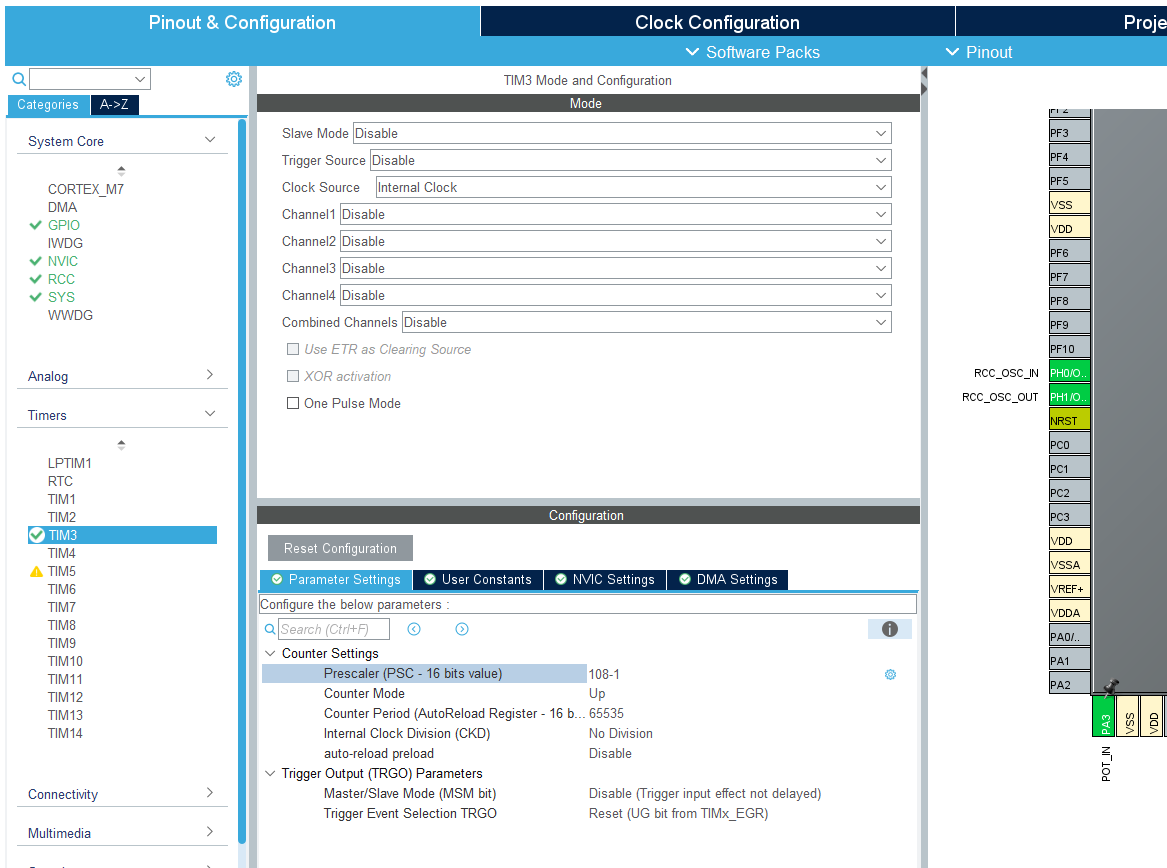 Pinout & Configuration
Clock Configuration
Proje
Software Packs
Pinout
Categories
A->Z
System Core
CORTEX_M7
DMA
GPIO
IWDG
NVIC
RCC
SYS
WWDG
Analog
Timers
LPTIM1
RTC
TIM1
TIM2
TIM3
TIM4
TIM5
TIM6
TIM7
TIM8
TIM9
TIM10
TIM11
TIM12
TIM13
TIM14
Connectivity
Multimedia
TIM3 Mode and Configuration
Mode
Slave Mode Disable
Trigger Source Disable
Clock Source Internal Clock
Channel1 Disable
Channel2 Disable
Channel3 Disable
Channel4 Disable
Combined Channels Disable
Use ETR as Clearing Source
XOR activation
One Pulse Mode
Configuration
Reset Configuration
Parameter Settings
User Constants
NVIC Settings
DMA Settings
Configure the below parameters :
Search (Ctrl+F)
Counter Settings
Prescaler (PSC - 16 bits value) 108-1
Counter Mode Up
Counter Period (AutoReload Register - 16 b... 65535
Internal Clock Division (CKD) No Division
auto-reload preload Disable
Trigger Output (TRGO) Parameters
Master/Slave Mode (MSM bit) Disable (Trigger input effect not delayed)
Trigger Event Selection TRGO Reset (UG bit from TIMx_EGR)
PF3
PF4
PF5
VSS
VDD
PF6
PF7
PF8
PF9
PF10
RCC_OSC_IN PH0/O..
RCC_OSC_OUT PH1/O..
NRST
PC0
PC1
PC2
PC3
VDD
VSSA
VREF+
VDDA
PA0/..
PA1
PA2
PA3
VSS
VDD
POT_IN